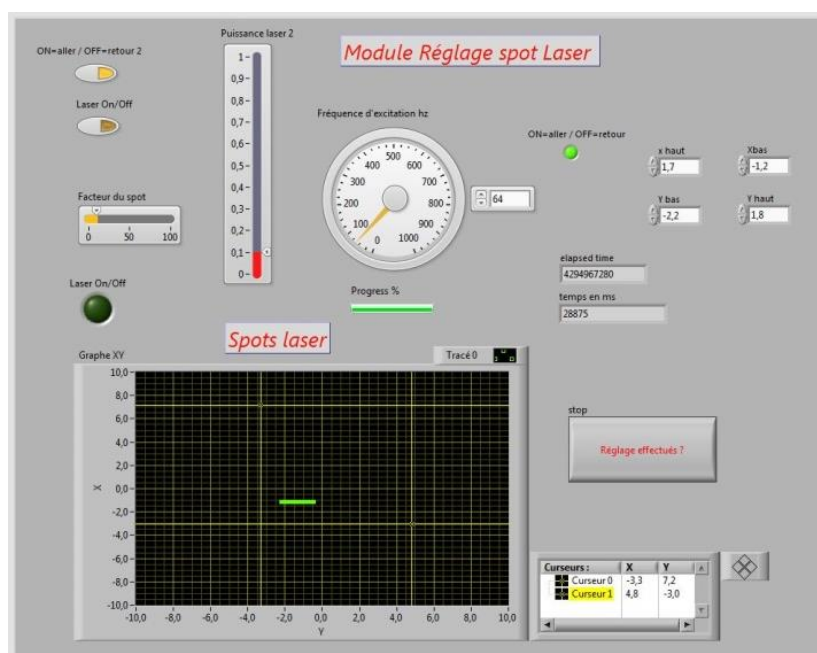 Module Réglage spot Laser
ON=aller / OFF=retour 2
Laser On/Off
Facteur du spot
0 50 100
Laser On/Off
Puissance laser 2
1
0,9
0,8
0,7
0,6
0,5
0,4
0,3
0,2
0,1
0
Fréquence d'excitation hz
0
100
200
300
400
500
600
700
800
900
1000
64
Progress %
ON=aller / OFF=retour
x haut
1,7
Xbas
-1,2
Y bas
-2,2
Y haut
1,8
elapsed time
4294967280
temps en ms
28875
Spots laser
Graphe XY
Tracé 0
10,0
8,0
6,0
4,0
2,0
0,0
-2,0
-4,0
-6,0
-8,0
-10,0
X
-10,0 -8,0 -6,0 -4,0 -2,0 0,0 2,0 4,0 6,0 8,0 10,0
Y
stop
Réglage effectués ?
Curseurs : X Y
Curseur 0 -3,3 7,2
Curseur 1 4,8 -3,0